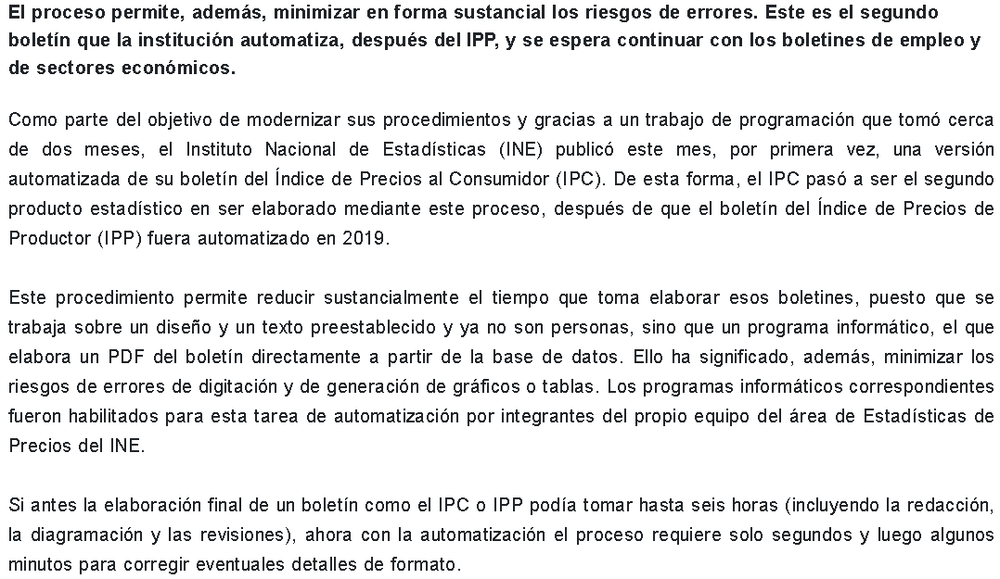 El proceso permite, además, minimizar en forma sustancial los riesgos de errores. Este es el segundo
boletín que la institución automatiza, después del IPP, y se espera continuar con los boletines de empleo y
de sectores económicos.
Como parte del objetivo de modernizar sus procedimientos y gracias a un trabajo de programación que tomó cerca
de dos meses, el Instituto Nacional de Estadísticas (INE) publicó este mes, por primera vez, una versión
automatizada de su boletín del Índice de Precios al Consumidor (IPC). De esta forma, el IPC pasó a ser el segundo
producto estadístico en ser elaborado mediante este proceso, después de que el boletín del Índice de Precios de
Productor (IPP) fuera automatizado en 2019.
Este procedimiento permite reducir sustancialmente el tiempo que toma elaborar esos boletines, puesto que se
trabaja sobre un diseño y un texto preestablecido y ya no son personas, sino que un programa informático, el que
elabora un PDF del boletín directamente a partir de la base de datos. Ello ha significado, además, minimizar los
riesgos de errores de digitación y de generación de gráficos o tablas. Los programas informáticos correspondientes
fueron habilitados para esta tarea de automatización por integrantes del propio equipo del área de Estadísticas de
Precios del INE.
Si antes la elaboración final de un boletín como el IPC o IPP podía tomar hasta seis horas (incluyendo la redacción,
la diagramación y las revisiones), ahora con la automatización el proceso requiere solo segundos y luego algunos
minutos para corregir eventuales detalles de formato.